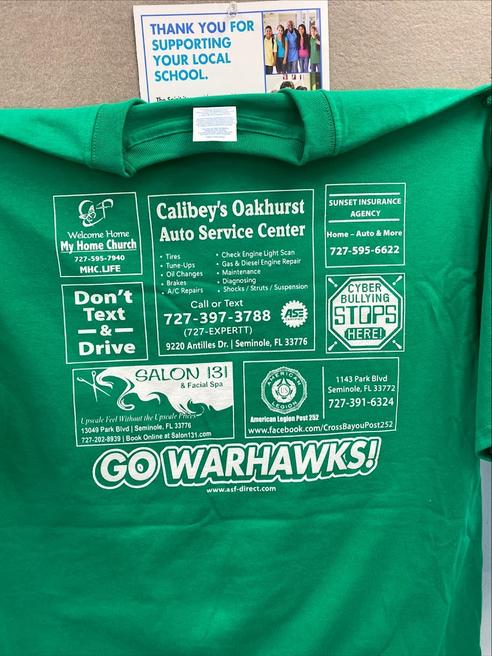 THANK YOU FOR
SUPPORTING
YOUR LOCAL
SCHOOL.
Welcome Home
My Home Church
727-595-7940
MHC.LIFE
Don't
Text
&
Drive
Calibey's Oakhurst
Auto Service Center
• Tires
• Tune-Ups
• Oil Changes
• Brakes
• A/C Repairs
• Check Engine Light Scan
• Gas & Diesel Engine Repair
• Maintenance
• Diagnosing
• Shocks / Struts / Suspension
Call or Text
727-397-3788
(727-EXPERTT)
ASE
9220 Antilles Dr. | Seminole, FL 33776
SUNSET INSURANCE
AGENCY
Home – Auto & More
727-595-6622
CYBER
BULLYING
STOPS
HERE!
SALON 131
& Facial Spa
Upscale Feel Without the Upscale Prices
13049 Park Blvd | Seminole, FL 33776
727-202-8939 | Book Online at Salon131.com
AMERICAN
LEGION
American Legion Post 252
1143 Park Blvd
Seminole, FL 33772
727-391-6324
www.facebook.com/CrossBayouPost252
GO WARHAWKS!
www.asf-direct.com